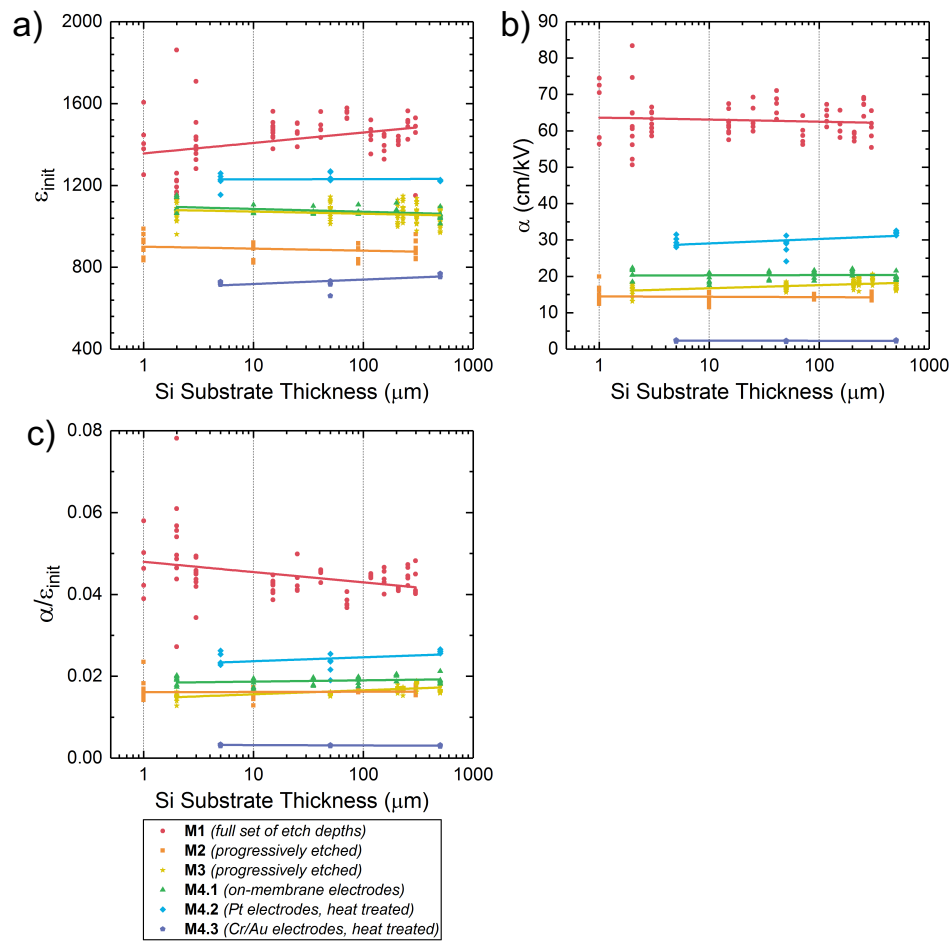 a)
2000
1600
1200
800
400
ε_init
1 10 100 1000
Si Substrate Thickness (μm)
b)
90
80
70
60
50
40
30
20
10
0
α (cm/kV)
1 10 100 1000
Si Substrate Thickness (μm)
c)
0.08
0.06
0.04
0.02
0.00
α/ε_init
1 10 100 1000
Si Substrate Thickness (μm)
M1 (full set of etch depths)
M2 (progressively etched)
M3 (progressively etched)
M4.1 (on-membrane electrodes)
M4.2 (Pt electrodes, heat treated)
M4.3 (Cr/Au electrodes, heat treated)